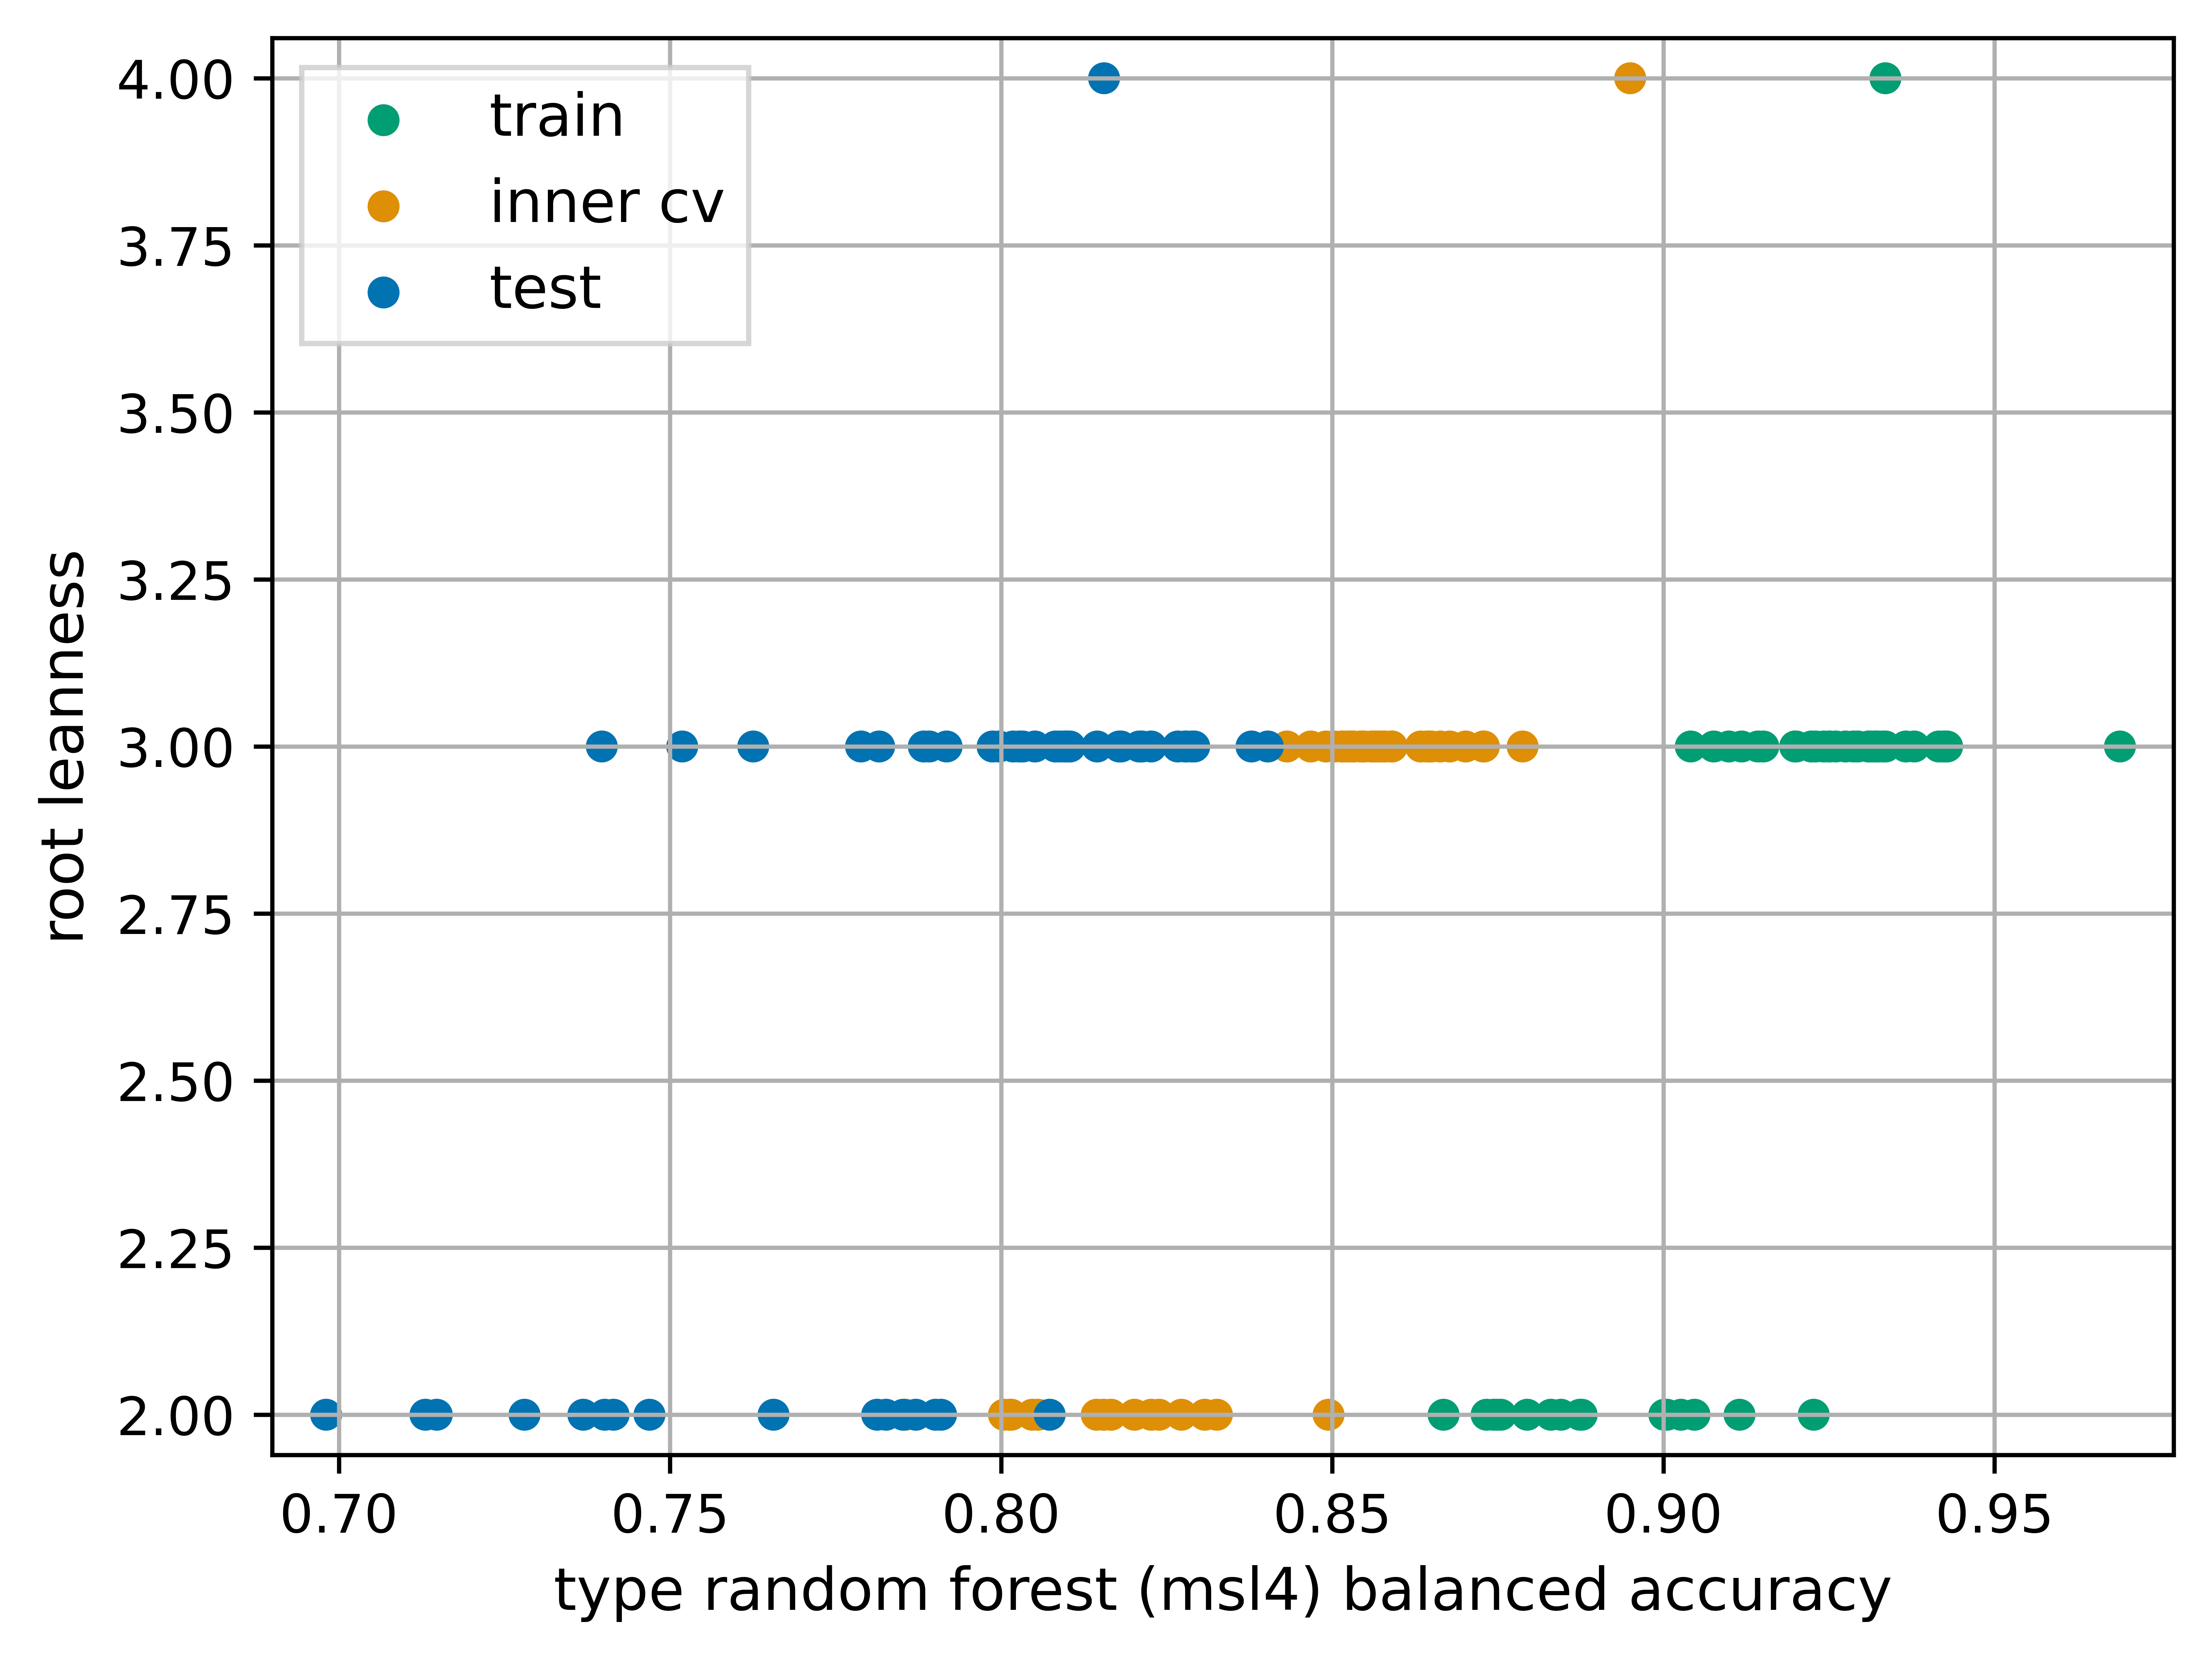 4.00
3.75
3.50
3.25
3.00
2.75
2.50
2.25
2.00
root leanness
train
inner cv
test
0.70 0.75 0.80 0.85 0.90 0.95
type random forest (msl4) balanced accuracy